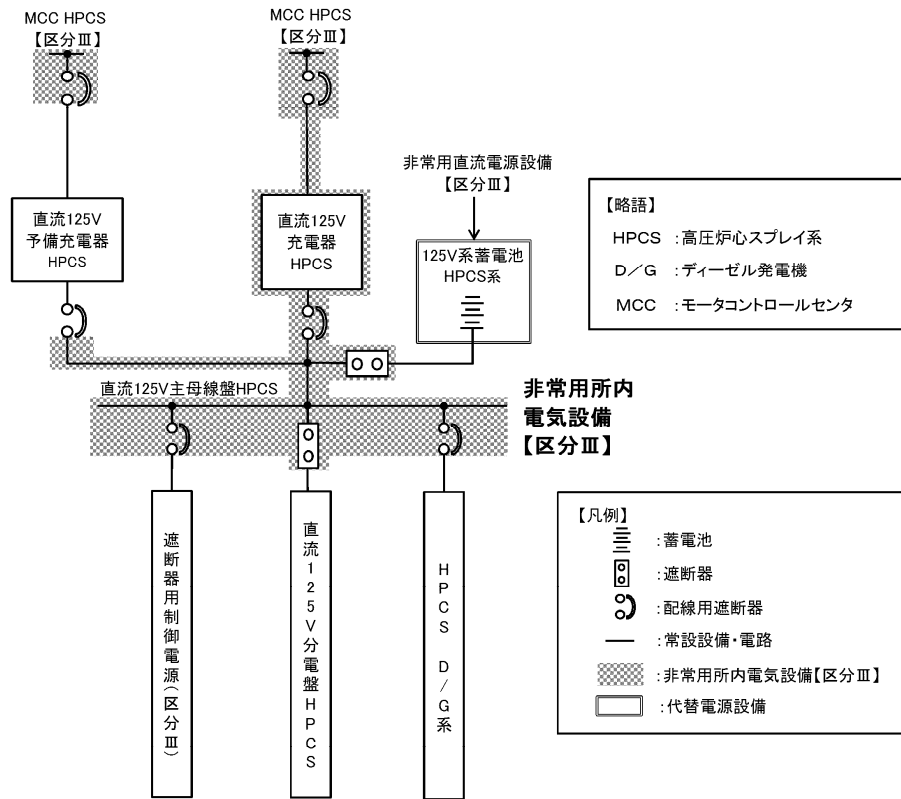 MCC HPCS
【区分Ⅲ】
MCC HPCS
【区分Ⅲ】
直流125V
予備充電器
HPCS
直流125V
充電器
HPCS
非常用直流電源設備
【区分Ⅲ】
125V系蓄電池
HPCS系
【略語】
HPCS :高圧炉心スプレイ系
D/G :ディーゼル発電機
MCC :モータコントロールセンタ
直流125V主母線盤HPCS
非常用所内
電気設備
【区分Ⅲ】
遮断器用制御電源(区分Ⅲ)
直流125V分電盤HPCS
HPCS D/G系
【凡例】
:蓄電池
:遮断器
:配線用遮断器
:常設設備・電路
:非常用所内電気設備【区分Ⅲ】
:代替電源設備